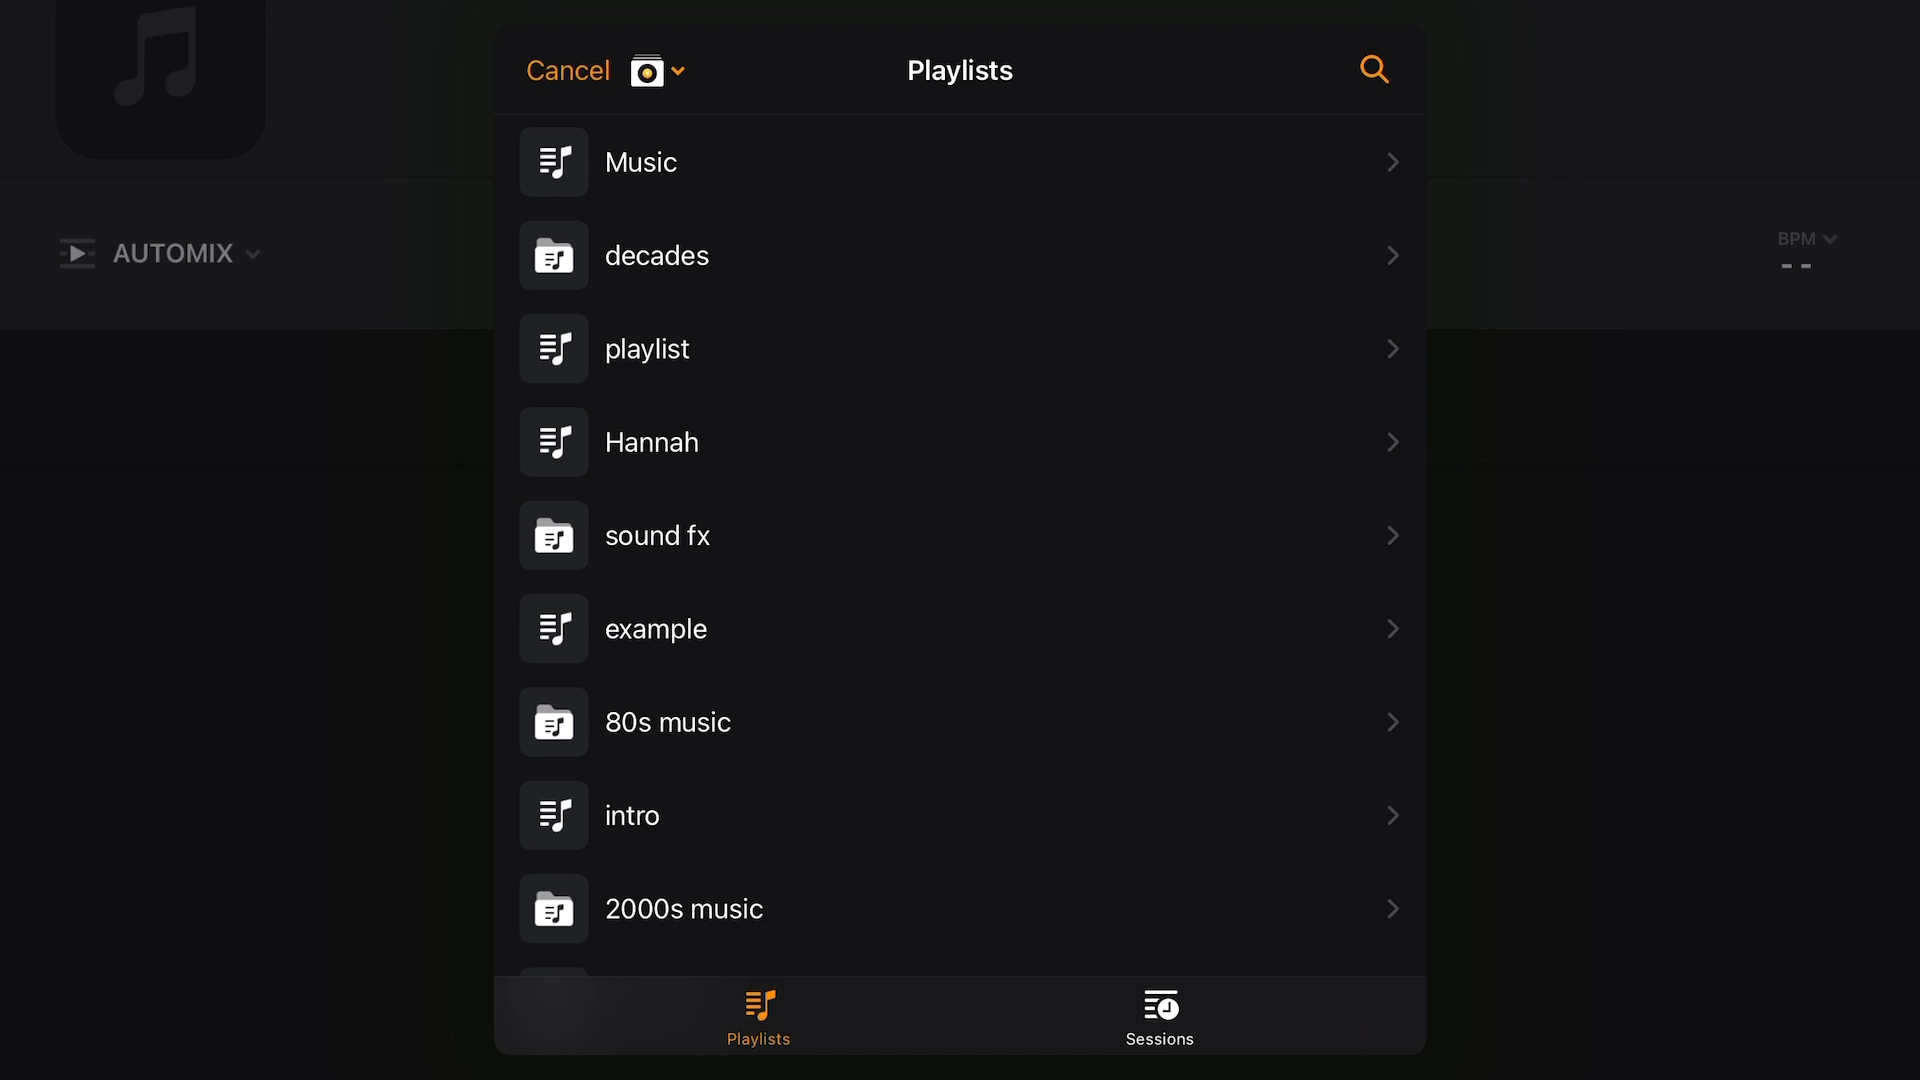 Cancel
Playlists
Music
decades
AUTOMIX
BPM
--
playlist
Hannah
sound fx
example
80s music
intro
2000s music
Playlists
Sessions